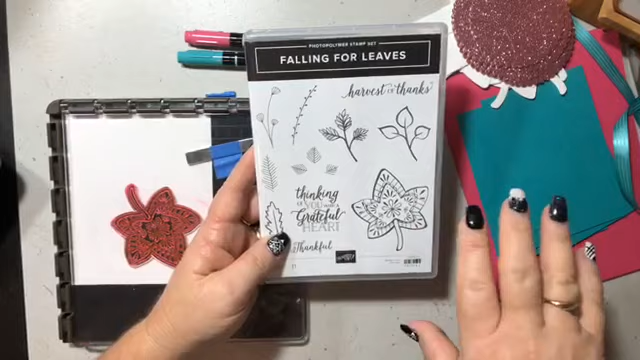 PHOTOPOLYMER STAMP SET
FALLING FOR LEAVES
harvest of thanks
thinking
of YOU with a
Grateful
HEART
Thankful